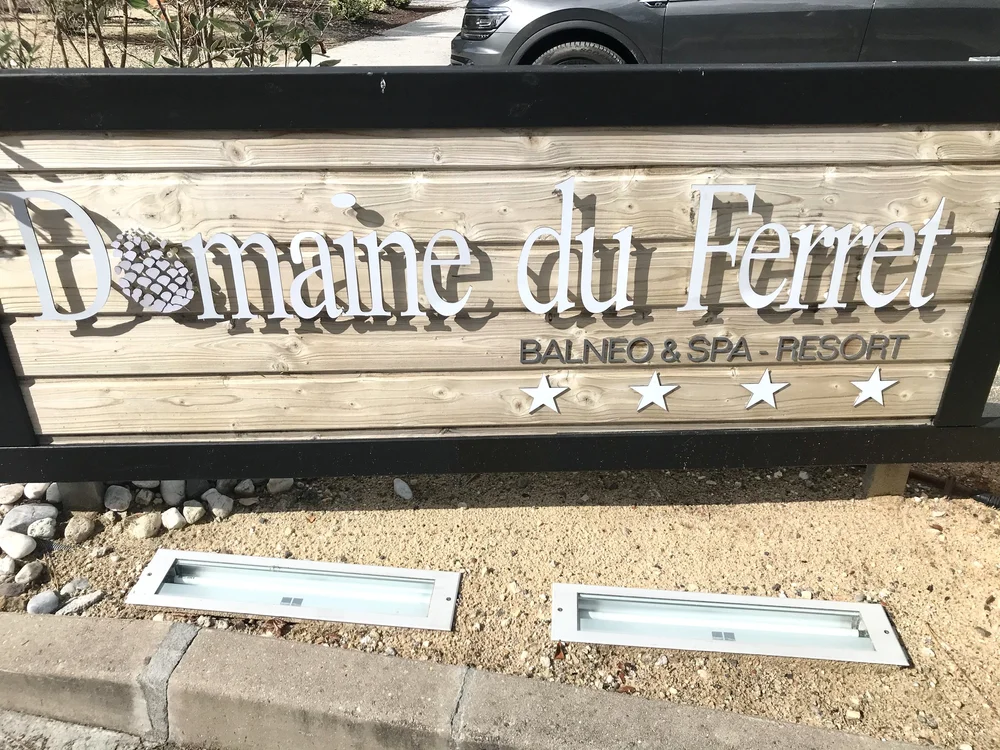 Domaine du Ferret
BALNEO & SPA - RESORT